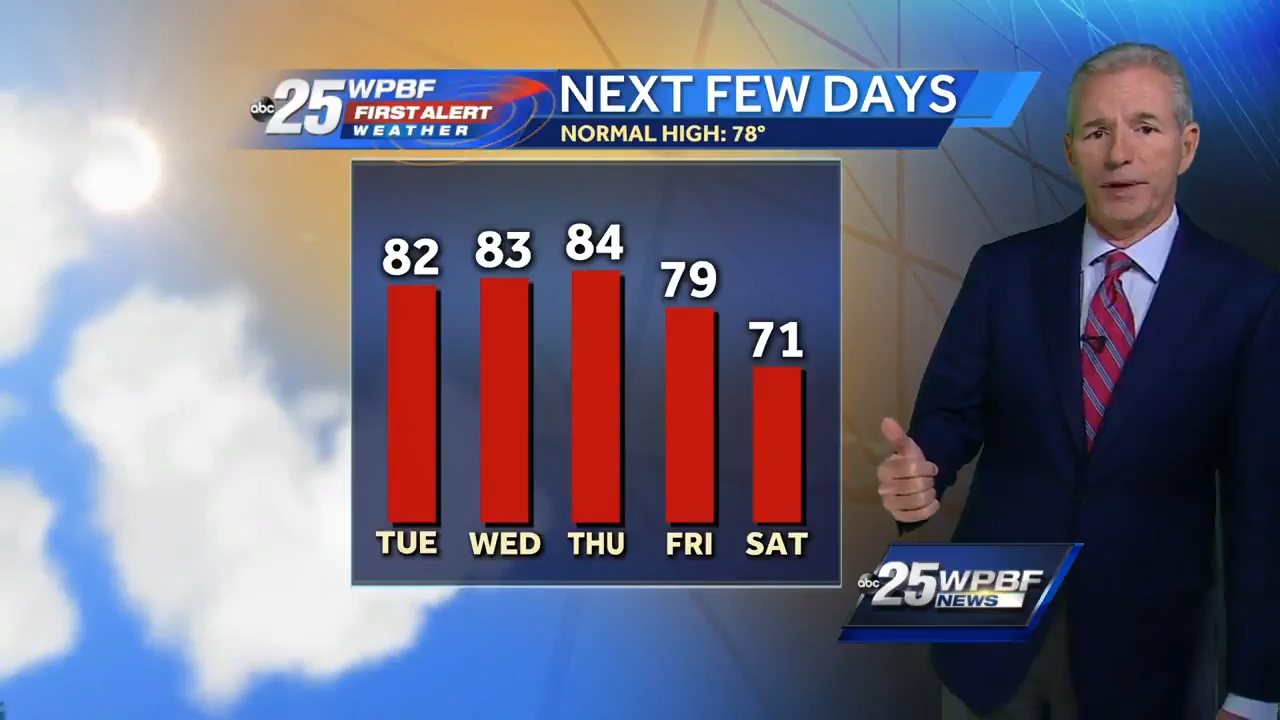 abc 25 WPBF
FIRST ALERT
WEATHER
NEXT FEW DAYS
NORMAL HIGH: 78°
82 83 84 79 71
TUE WED THU FRI SAT
abc 25 WPBF
NEWS